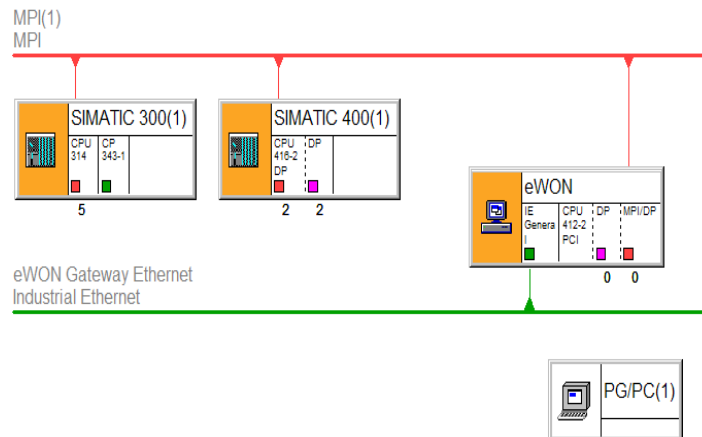 MPI(1)
MPI
SIMATIC 300(1)
CPU 314
CP 343-1
5
SIMATIC 400(1)
CPU 416-2 DP
DP
2 2
eWON
IE Genera l
CPU 412-2 PCI
DP
MPI/DP
0 0
eWON Gateway Ethernet
Industrial Ethernet
PG/PC(1)